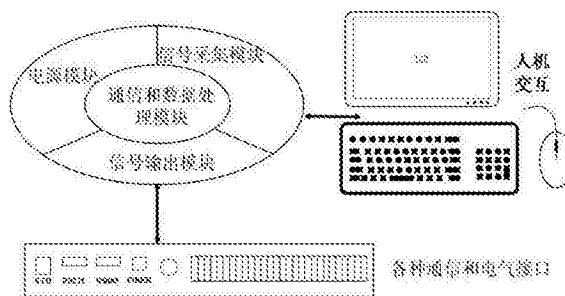 信号采集模块
电源模块
通信和数据处
理模块
信号输出模块
人机
交互
各种通信和电气接口